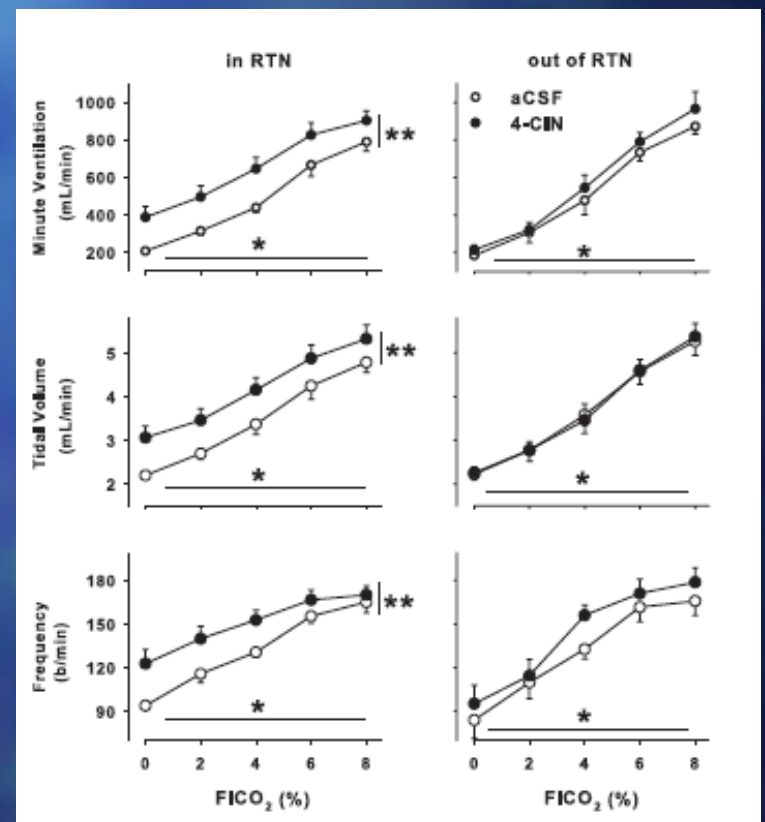 in RTN
out of RTN
Minute Ventilation
(mL/min)
1000
800
600
400
200
**
*
aCSF
4-CIN
*
Tidal Volume
(mL/min)
5
4
3
2
**
*
*
Frequency
(b/min)
180
150
120
90
**
*
*
0 2 4 6 8
0 2 4 6 8
FICO₂ (%)
FICO₂ (%)